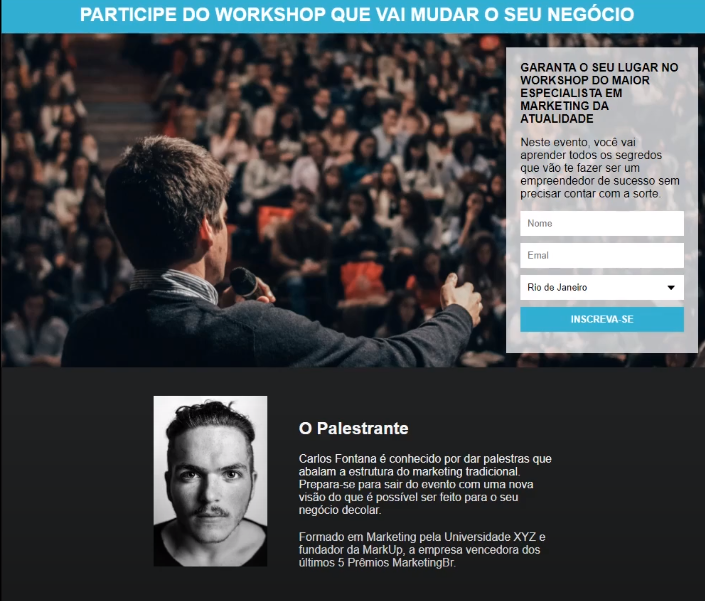 PARTICIPE DO WORKSHOP QUE VAI MUDAR O SEU NEGÓCIO
GARANTA O SEU LUGAR NO
WORKSHOP DO MAIOR
ESPECIALISTA EM
MARKETING DA
ATUALIDADE
Neste evento, você vai
aprender todos os segredos
que vão te fazer ser um
empreendedor de sucesso sem
precisar contar com a sorte.
Nome
Emal
Rio de Janeiro
INSCREVA-SE
O Palestrante
Carlos Fontana é conhecido por dar palestras que
abalam a estrutura do marketing tradicional.
Prepara-se para sair do evento com uma nova
visão do que é possível ser feito para o seu
negócio decolar.
Formado em Marketing pela Universidade XYZ e
fundador da MarkUp, a empresa vencedora dos
últimos 5 Prêmios MarketingBr.